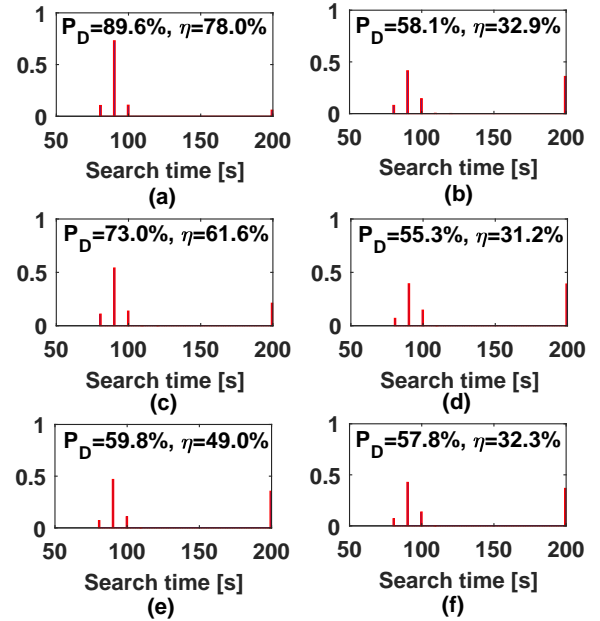 P_D=89.6%, η=78.0%
1
0.5
0
50 100 150 200
Search time [s]
(a)
P_D=58.1%, η=32.9%
1
0.5
0
50 100 150 200
Search time [s]
(b)
P_D=73.0%, η=61.6%
1
0.5
0
50 100 150 200
Search time [s]
(c)
P_D=55.3%, η=31.2%
1
0.5
0
50 100 150 200
Search time [s]
(d)
P_D=59.8%, η=49.0%
1
0.5
0
50 100 150 200
Search time [s]
(e)
P_D=57.8%, η=32.3%
1
0.5
0
50 100 150 200
Search time [s]
(f)